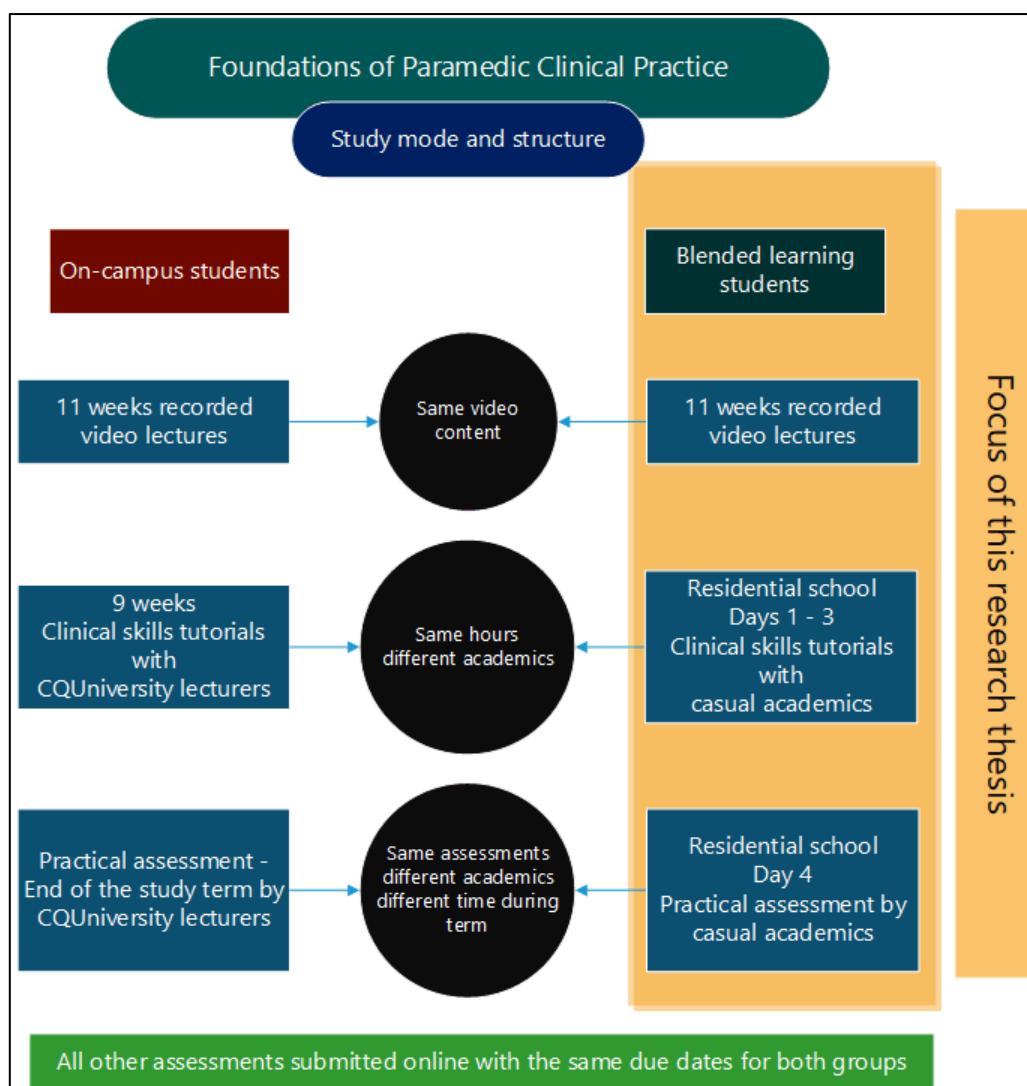 Foundations of Paramedic Clinical Practice
Study mode and structure
On-campus students
Blended learning
students
11 weeks recorded
video lectures
Same video
content
11 weeks recorded
video lectures
9 weeks
Clinical skills tutorials
with
CQUniversity lecturers
Same hours
different academics
Residential school
Days 1 - 3
Clinical skills tutorials
with
casual academics
Practical assessment -
End of the study term by
CQUniversity lecturers
Same assessments
different academics
different time during
term
Residential school
Day 4
Practical assessment by
casual academics
Focus of this research thesis
All other assessments submitted online with the same due dates for both groups